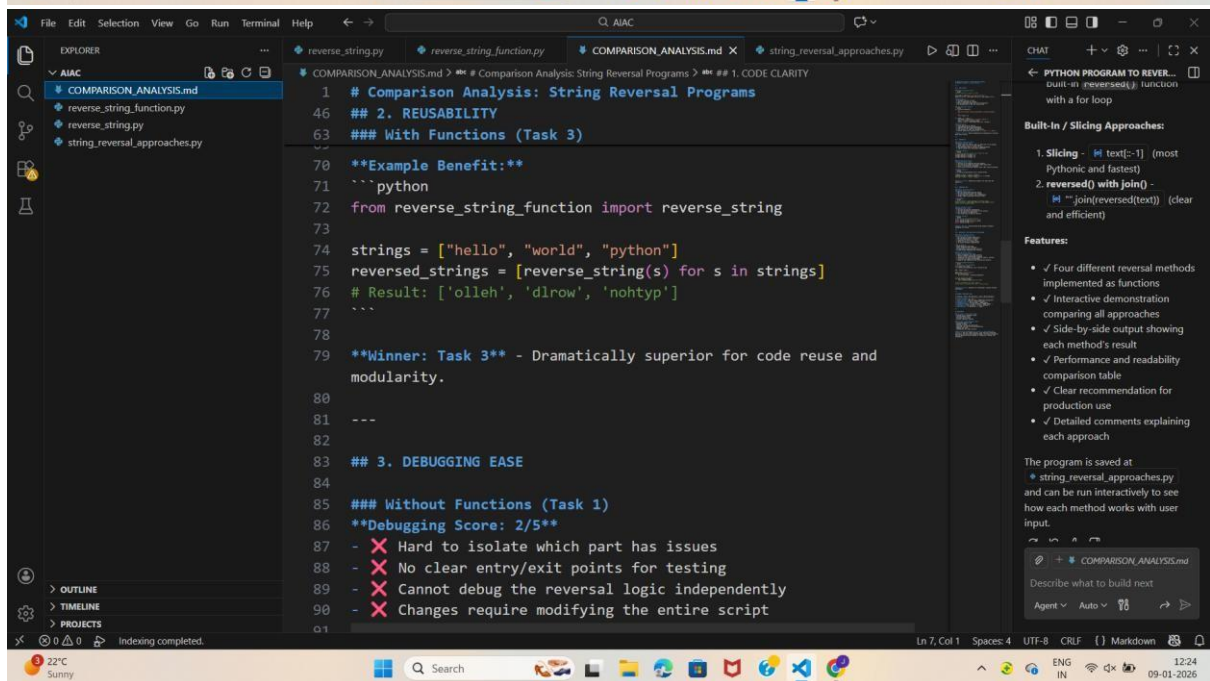 File Edit Selection View Go Run Terminal Help
AIAC
EXPLORER
AIAC
COMPARISON_ANALYSIS.md
reverse_string_function.py
reverse_string.py
string_reversal_approaches.py
OUTLINE
TIMELINE
PROJECTS
reverse_string.py reverse_string_function.py COMPARISON_ANALYSIS.md string_reversal_approaches.py
COMPARISON_ANALYSIS.md > # Comparison Analysis: String Reversal Programs > ## 1. CODE CLARITY
1 # Comparison Analysis: String Reversal Programs
46 ## 2. REUSABILITY
63 ### With Functions (Task 3)
70 **Example Benefit:**
71 ```python
72 from reverse_string_function import reverse_string
73
74 strings = ["hello", "world", "python"]
75 reversed_strings = [reverse_string(s) for s in strings]
76 # Result: ['olleh', 'dlrow', 'nohtyp']
77 ```
78
79 **Winner: Task 3** - Dramatically superior for code reuse and
modularity.
80
81 ---
82
83 ## 3. DEBUGGING EASE
84
85 ### Without Functions (Task 1)
86 **Debugging Score: 2/5**
87 - ❌ Hard to isolate which part has issues
88 - ❌ No clear entry/exit points for testing
89 - ❌ Cannot debug the reversal logic independently
90 - ❌ Changes require modifying the entire script
91
CHAT
PYTHON PROGRAM TO REVER...
built-in reversed() function
with a for loop
Built-In / Slicing Approaches:
1. Slicing - text[::-1] (most
Pythonic and fastest)
2. reversed() with join() -
"".join(reversed(text)) (clear
and efficient)
Features:
• ✓ Four different reversal methods
implemented as functions
• ✓ Interactive demonstration
comparing all approaches
• ✓ Side-by-side output showing
each method's result
• ✓ Performance and readability
comparison table
• ✓ Clear recommendation for
production use
• ✓ Detailed comments explaining
each approach
The program is saved at
string_reversal_approaches.py
and can be run interactively to see
how each method works with user
input.
COMPARISON_ANALYSIS.md
Describe what to build next
Agent Auto
0 0 0 Indexing completed.
Ln 7, Col 1 Spaces: 4 UTF-8 CRLF {} Markdown
3
22°C
Sunny
Search
ENG
IN
12:24
09-01-2026